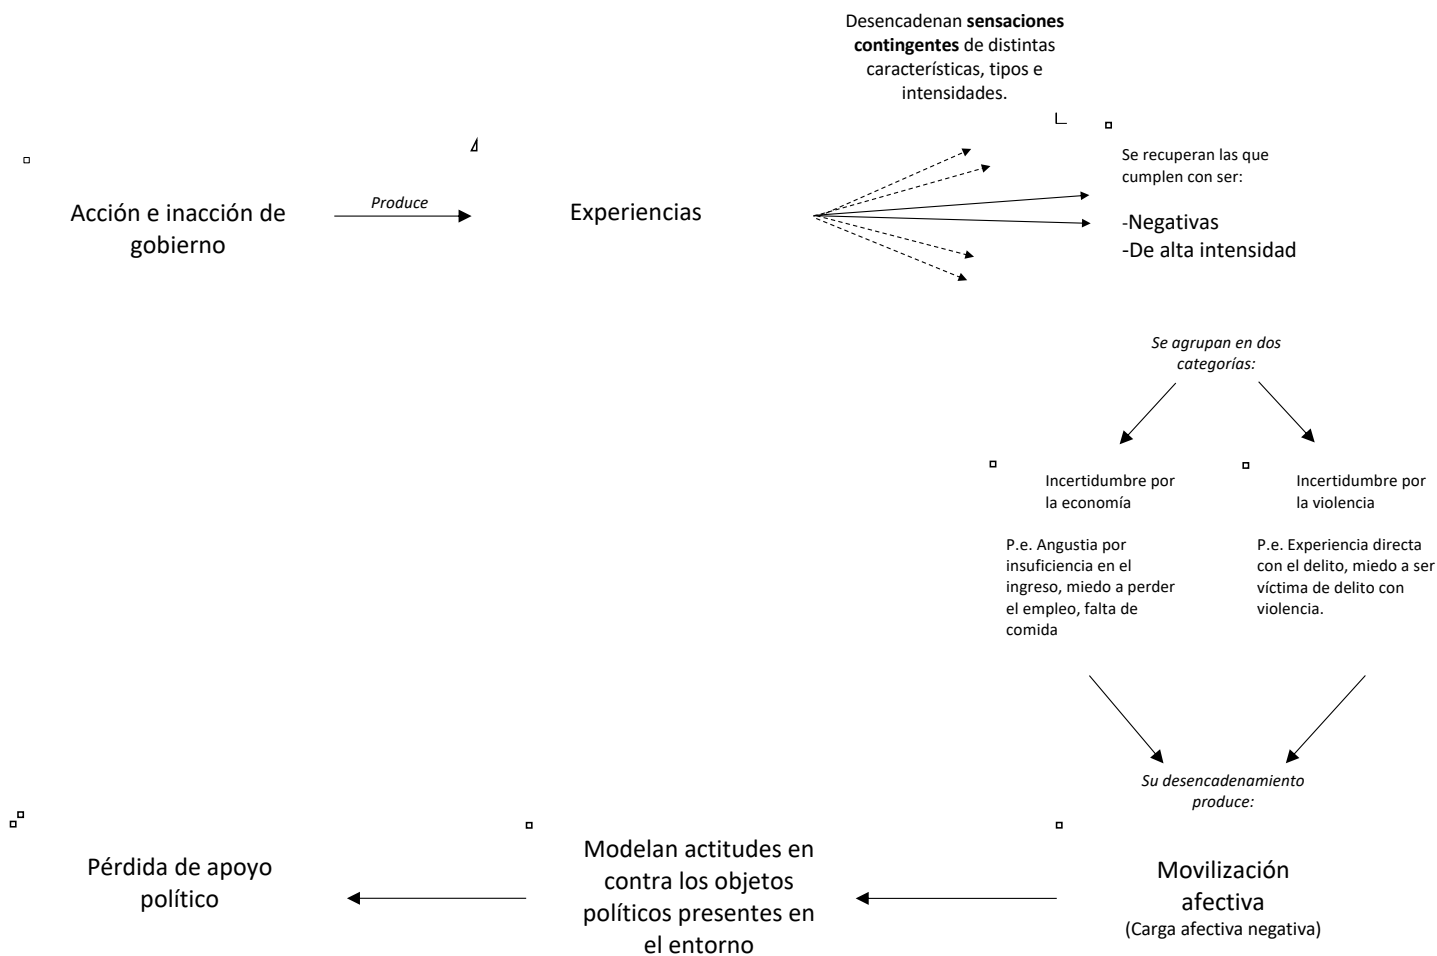 Desencadenan sensaciones
contingentes de distintas
características, tipos e
intensidades.
Acción e inacción de
gobierno
Produce
Experiencias
Se recuperan las que
cumplen con ser:
-Negativas
-De alta intensidad
Se agrupan en dos
categorías:
Incertidumbre por
la economía
P.e. Angustia por
insuficiencia en el
ingreso, miedo a perder
el empleo, falta de
comida
Incertidumbre por
la violencia
P.e. Experiencia directa
con el delito, miedo a ser
víctima de delito con
violencia.
Su desencadenamiento
produce:
Movilización
afectiva
(Carga afectiva negativa)
Modelan actitudes en
contra los objetos
políticos presentes en
el entorno
Pérdida de apoyo
político